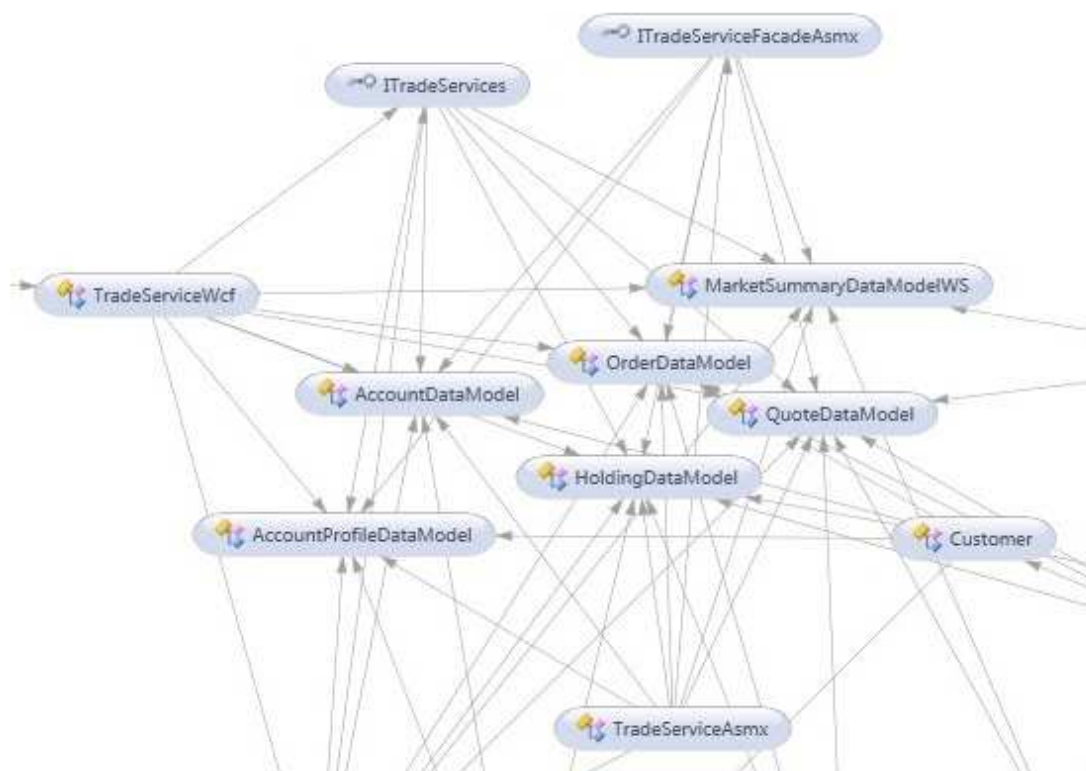 ITradeServiceFacadeAsmx
ITradeServices
TradeServiceWcf
MarketSummaryDataModelWS
OrderDataModel
AccountDataModel
QuoteDataModel
HoldingDataModel
AccountProfileDataModel
Customer
TradeServiceAsmx